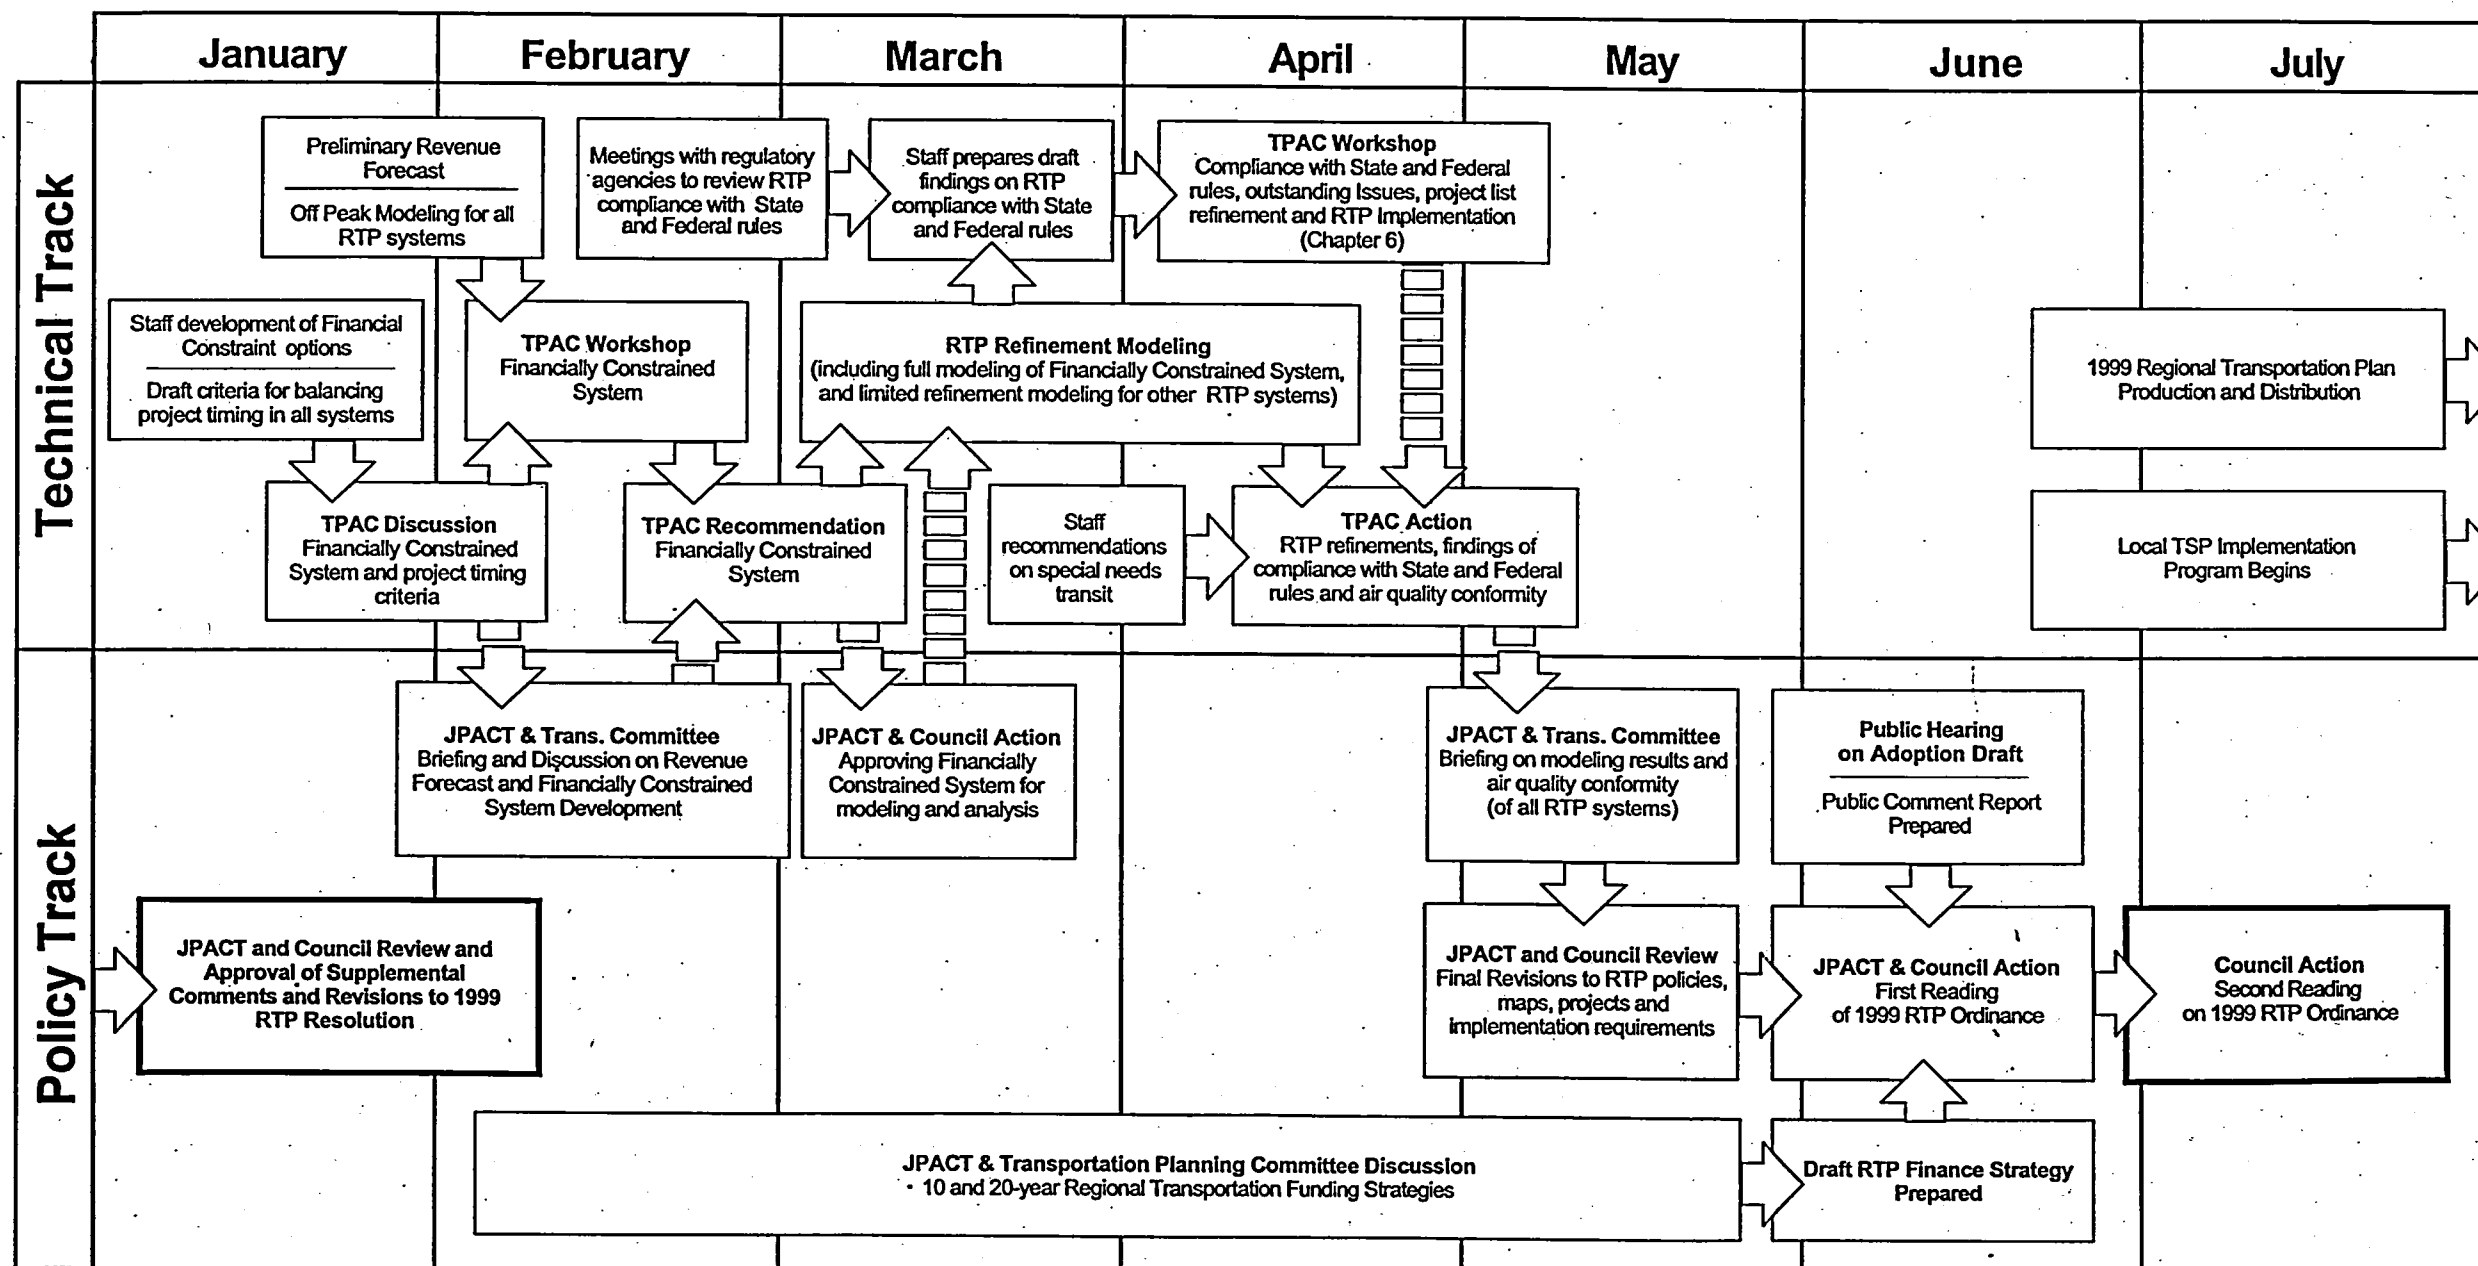 January
February
March
April
May
June
July
Technical Track
Preliminary Revenue
Forecast
Off Peak Modeling for all
RTP systems
Meetings with regulatory
agencies to review RTP
compliance with State
and Federal rules
Staff prepares draft
findings on RTP
compliance with State
and Federal rules
TPAC Workshop
Compliance with State and Federal
rules, outstanding Issues, project list
refinement and RTP Implementation
(Chapter 6)
Staff development of Financial
Constraint options
Draft criteria for balancing
project timing in all systems
TPAC Workshop
Financially Constrained
System
RTP Refinement Modeling
(including full modeling of Financially Constrained System,
and limited refinement modeling for other RTP systems)
1999 Regional Transportation Plan
Production and Distribution
TPAC Discussion
Financially Constrained
System and project timing
criteria
TPAC Recommendation
Financially Constrained
System
Staff
recommendations
on special needs
transit
TPAC Action
RTP refinements, findings of
compliance with State and Federal
rules and air quality conformity
Local TSP Implementation
Program Begins
Policy Track
JPACT & Trans. Committee
Briefing and Discussion on Revenue
Forecast and Financially Constrained
System Development
JPACT & Council Action
Approving Financially
Constrained System for
modeling and analysis
JPACT & Trans. Committee
Briefing on modeling results and
air quality conformity
(of all RTP systems)
Public Hearing
on Adoption Draft
Public Comment Report
Prepared
JPACT and Council Review and
Approval of Supplemental
Comments and Revisions to 1999
RTP Resolution
JPACT and Council Review
Final Revisions to RTP policies,
maps, projects and
implementation requirements
JPACT & Council Action
First Reading
of 1999 RTP Ordinance
Council Action
Second Reading
on 1999 RTP Ordinance
JPACT & Transportation Planning Committee Discussion
• 10 and 20-year Regional Transportation Funding Strategies
Draft RTP Finance Strategy
Prepared